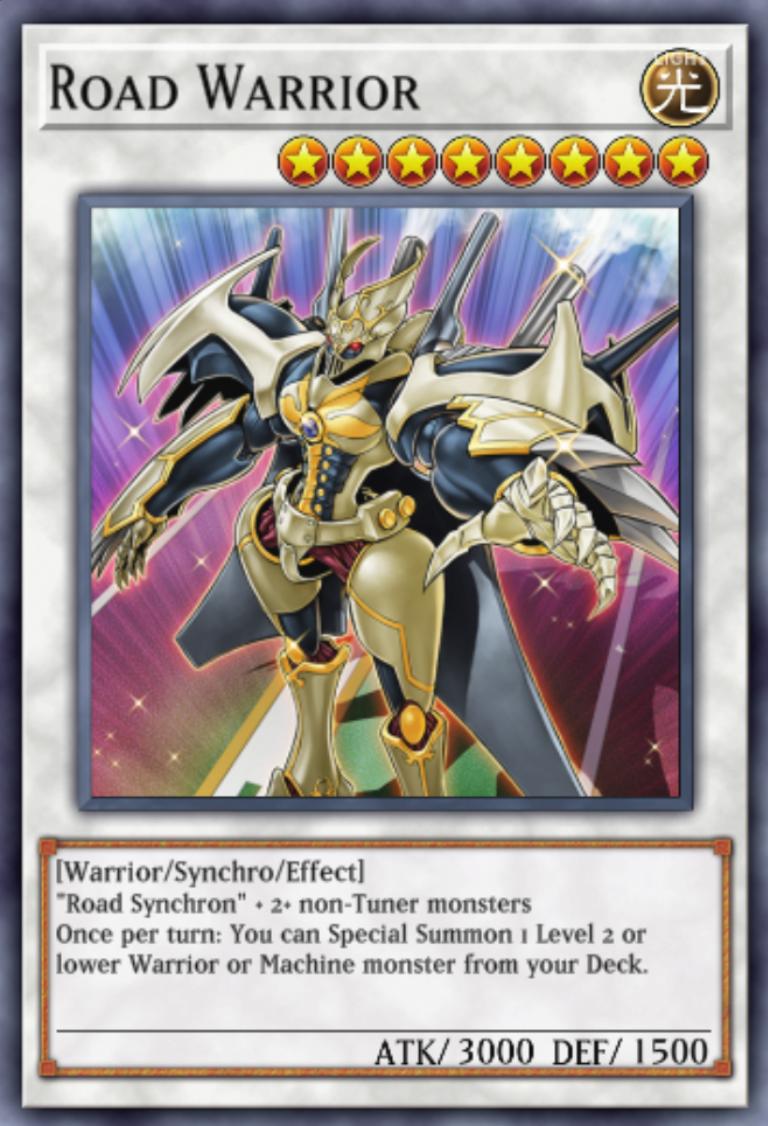 ROAD WARRIOR
LIGHT
光
[Warrior/Synchro/Effect]
"Road Synchron" + 2+ non-Tuner monsters
Once per turn: You can Special Summon 1 Level 2 or
lower Warrior or Machine monster from your Deck.
ATK/ 3000 DEF/ 1500